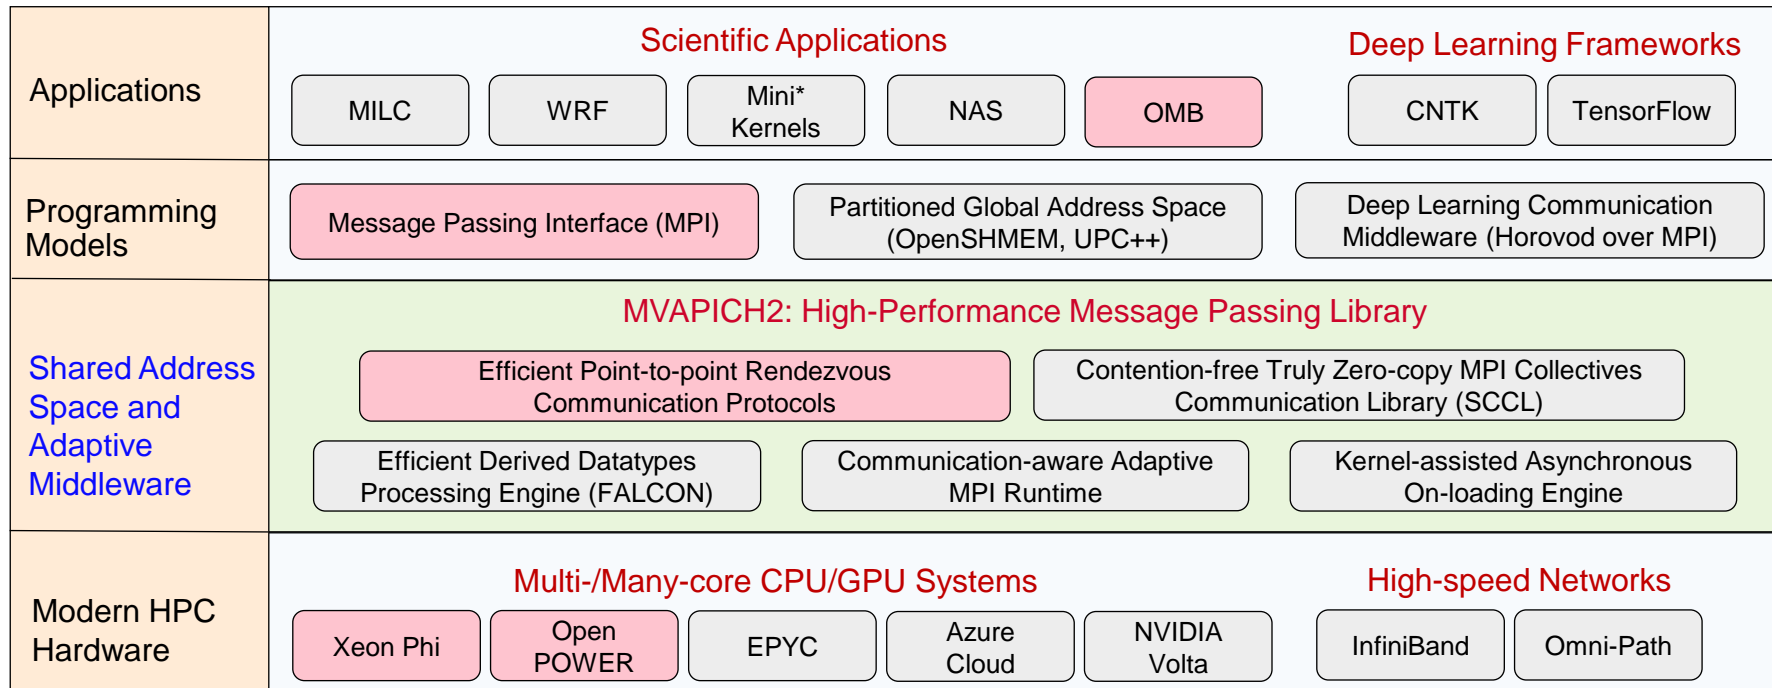 Applications
Scientific Applications
Deep Learning Frameworks
MILC
WRF
Mini*
Kernels
NAS
OMB
CNTK
TensorFlow
Programming
Models
Message Passing Interface (MPI)
Partitioned Global Address Space
(OpenSHMEM, UPC++)
Deep Learning Communication
Middleware (Horovod over MPI)
Shared Address
Space and
Adaptive
Middleware
MVAPICH2: High-Performance Message Passing Library
Efficient Point-to-point Rendezvous
Communication Protocols
Contention-free Truly Zero-copy MPI Collectives
Communication Library (SCCL)
Efficient Derived Datatypes
Processing Engine (FALCON)
Communication-aware Adaptive
MPI Runtime
Kernel-assisted Asynchronous
On-loading Engine
Modern HPC
Hardware
Multi-/Many-core CPU/GPU Systems
High-speed Networks
Xeon Phi
Open
POWER
EPYC
Azure
Cloud
NVIDIA
Volta
InfiniBand
Omni-Path